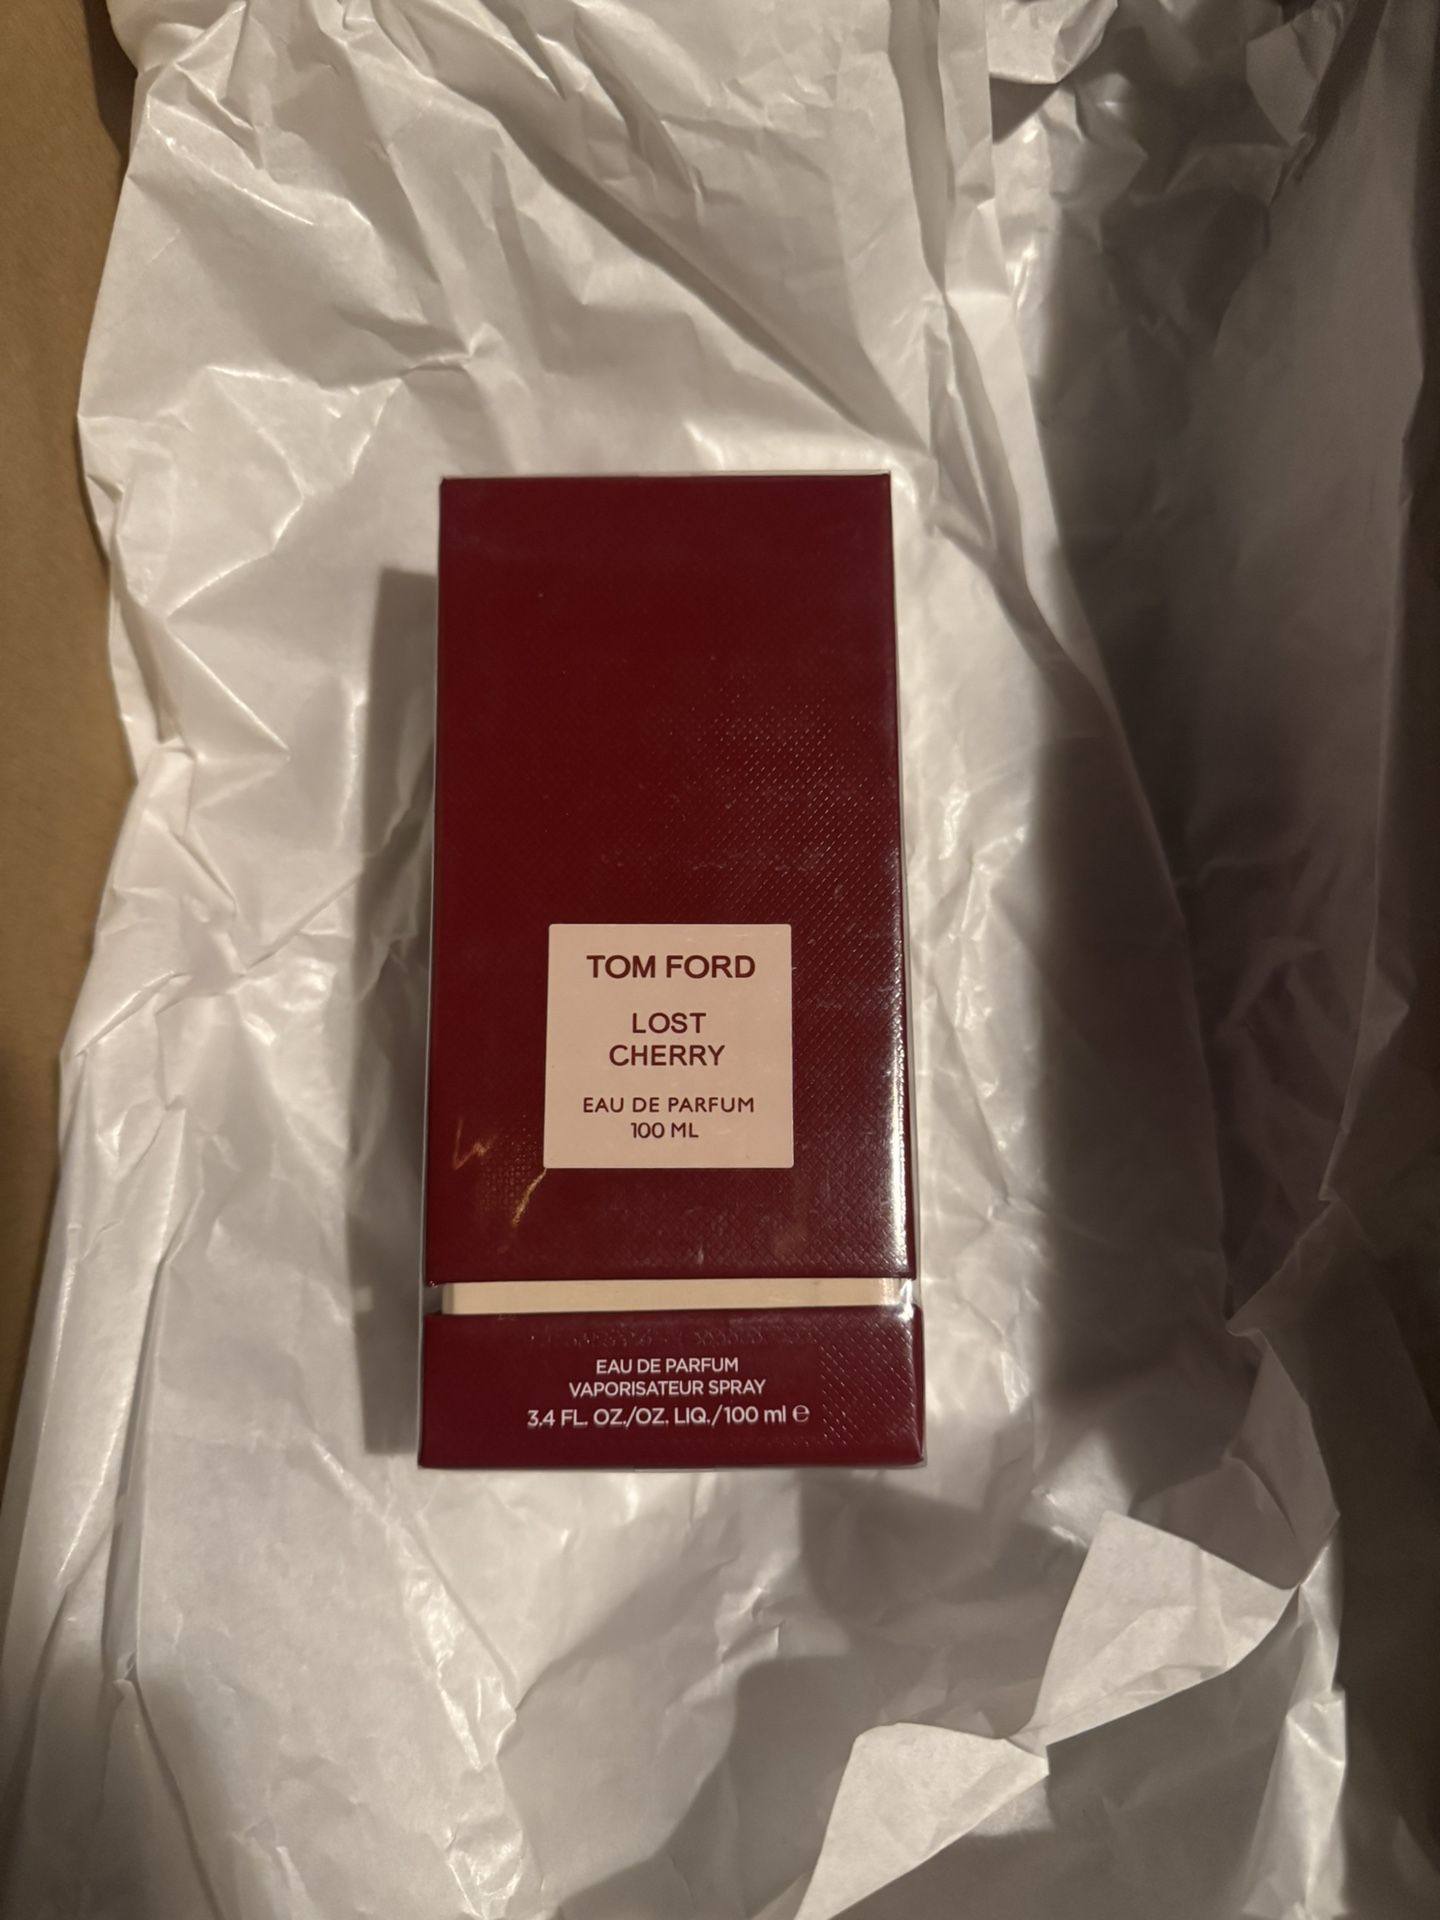 TOM FORD
LOST
CHERRY
EAU DE PARFUM
100 ML
EAU DE PARFUM
VAPORISATEUR SPRAY
3.4 FL. OZ./OZ. LIQ./100 ml ℮